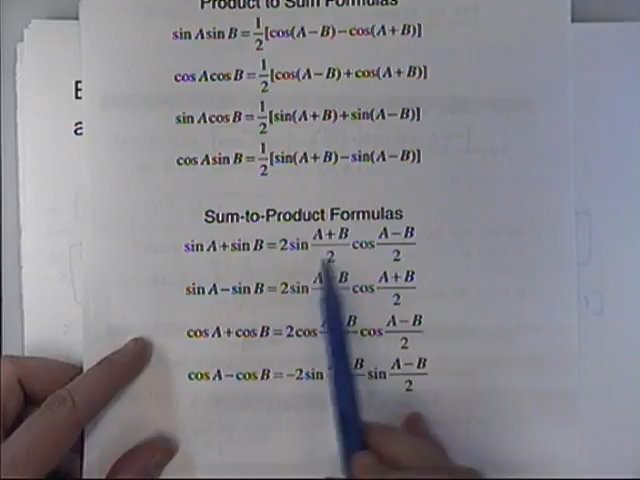 Product to Sum Formulas
sin A sin B = 1/2 [cos(A − B) − cos(A + B)]
cos A cos B = 1/2 [cos(A − B) + cos(A + B)]
sin A cos B = 1/2 [sin(A + B) + sin(A − B)]
cos A sin B = 1/2 [sin(A + B) − sin(A − B)]
Sum-to-Product Formulas
sin A + sin B = 2 sin (A + B)/2 cos (A − B)/2
sin A − sin B = 2 sin A B cos (A + B)/2
cos A + cos B = 2 cos B cos (A − B)/2
cos A − cos B = −2 sin B sin (A − B)/2